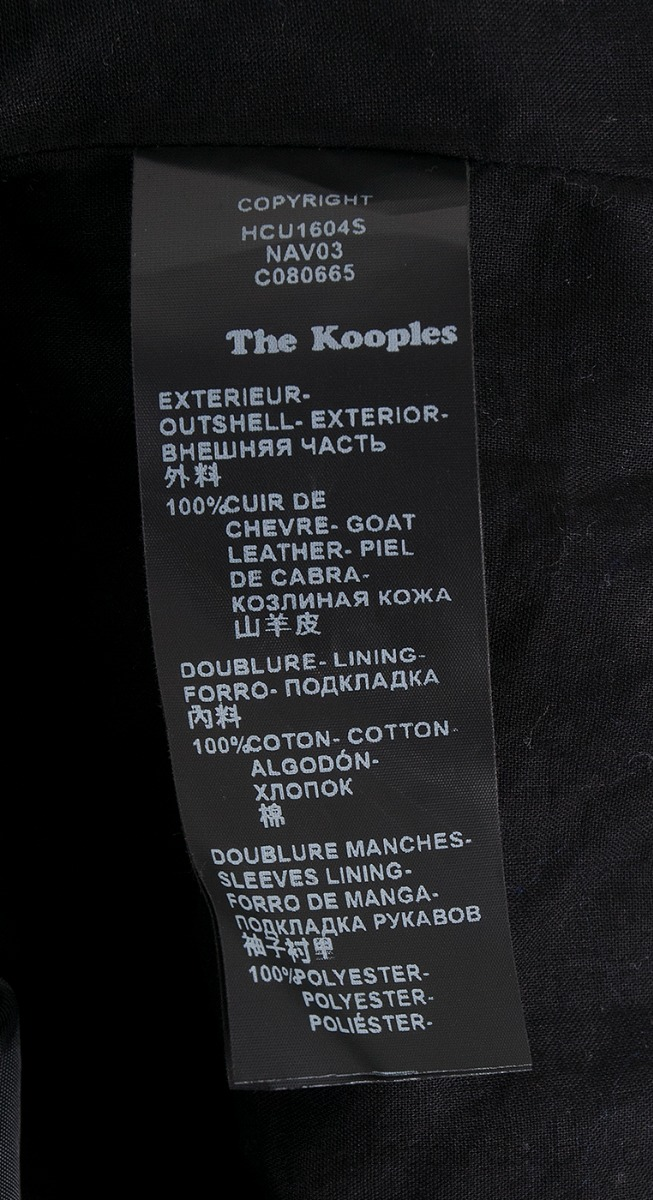 COPYRIGHT
HCU1604S
NAV03
C080665
The Kooples
EXTERIEUR-
OUTSHELL- EXTERIOR-
ВНЕШНЯЯ ЧАСТЬ
外料
100%CUIR DE
CHEVRE- GOAT
LEATHER- PIEL
DE CABRA-
КОЗЛИНАЯ КОЖА
山羊皮
DOUBLURE- LINING-
FORRO- ПОДКЛАДКА
內料
100%COTON- COTTON-
ALGODÓN-
ХЛОПОК
棉
DOUBLURE MANCHES-
SLEEVES LINING-
FORRO DE MANGA-
ПОДКЛАДКА РУКАВОВ
袖子衬里
100%POLYESTER-
POLYESTER-
POLIÉSTER-